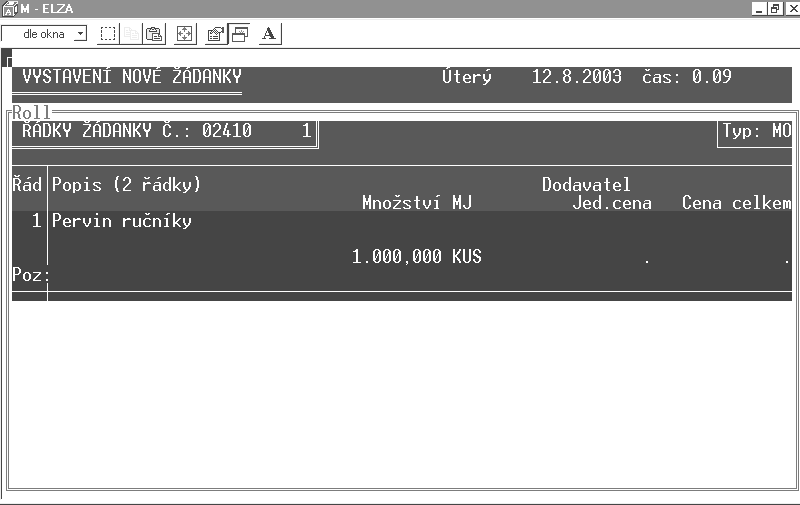 M - ELZA
dle okna
A
VYSTAVENÍ NOVÉ ŽÁDANKY Úterý 12.8.2003 čas: 0.09
Roll
ŘÁDKY ŽÁDANKY Č.: 02410 1 Typ: MO
Řád Popis (2 řádky) Dodavatel
Množství MJ Jed.cena Cena celkem
1 Pervin ručníky
1.000,000 KUS . .
Poz: